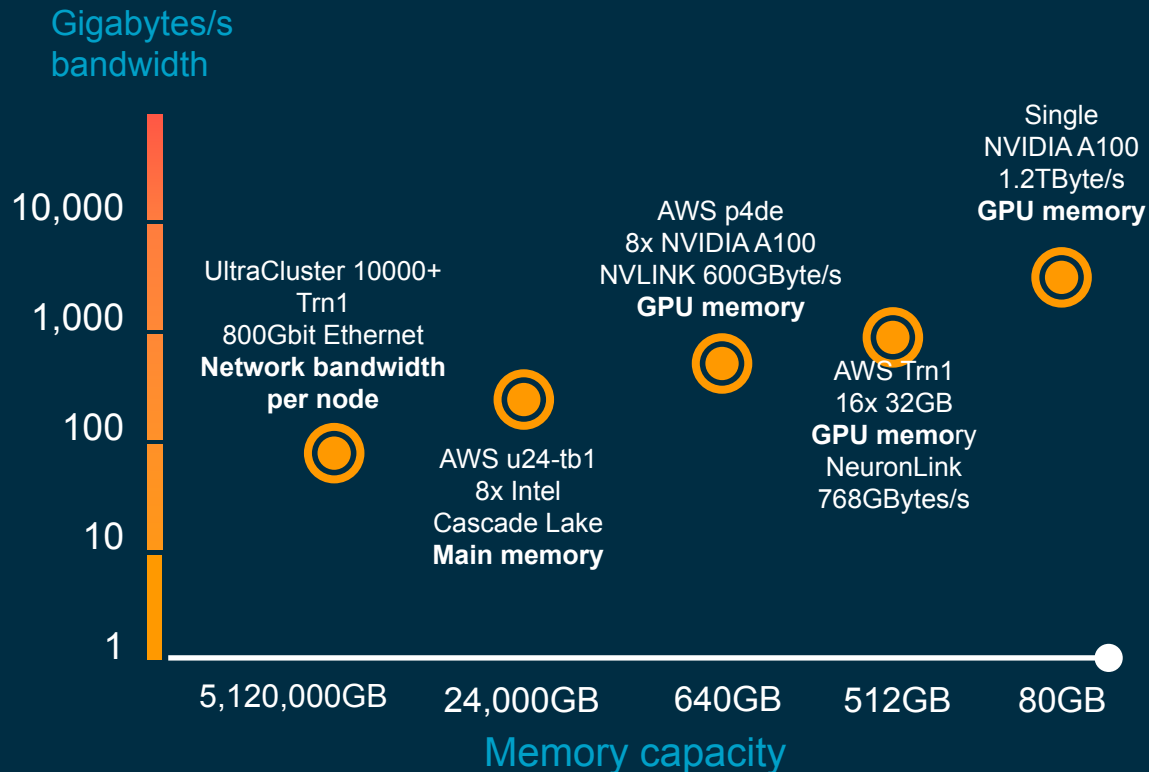 Gigabytes/s
bandwidth
10,000
1,000
100
10
1
UltraCluster 10000+
Trn1
800Gbit Ethernet
Network bandwidth
per node
AWS u24-tb1
8x Intel
Cascade Lake
Main memory
AWS p4de
8x NVIDIA A100
NVLINK 600GByte/s
GPU memory
AWS Trn1
16x 32GB
GPU memory
NeuronLink
768GBytes/s
Single
NVIDIA A100
1.2TByte/s
GPU memory
5,120,000GB
24,000GB
640GB
512GB
80GB
Memory capacity